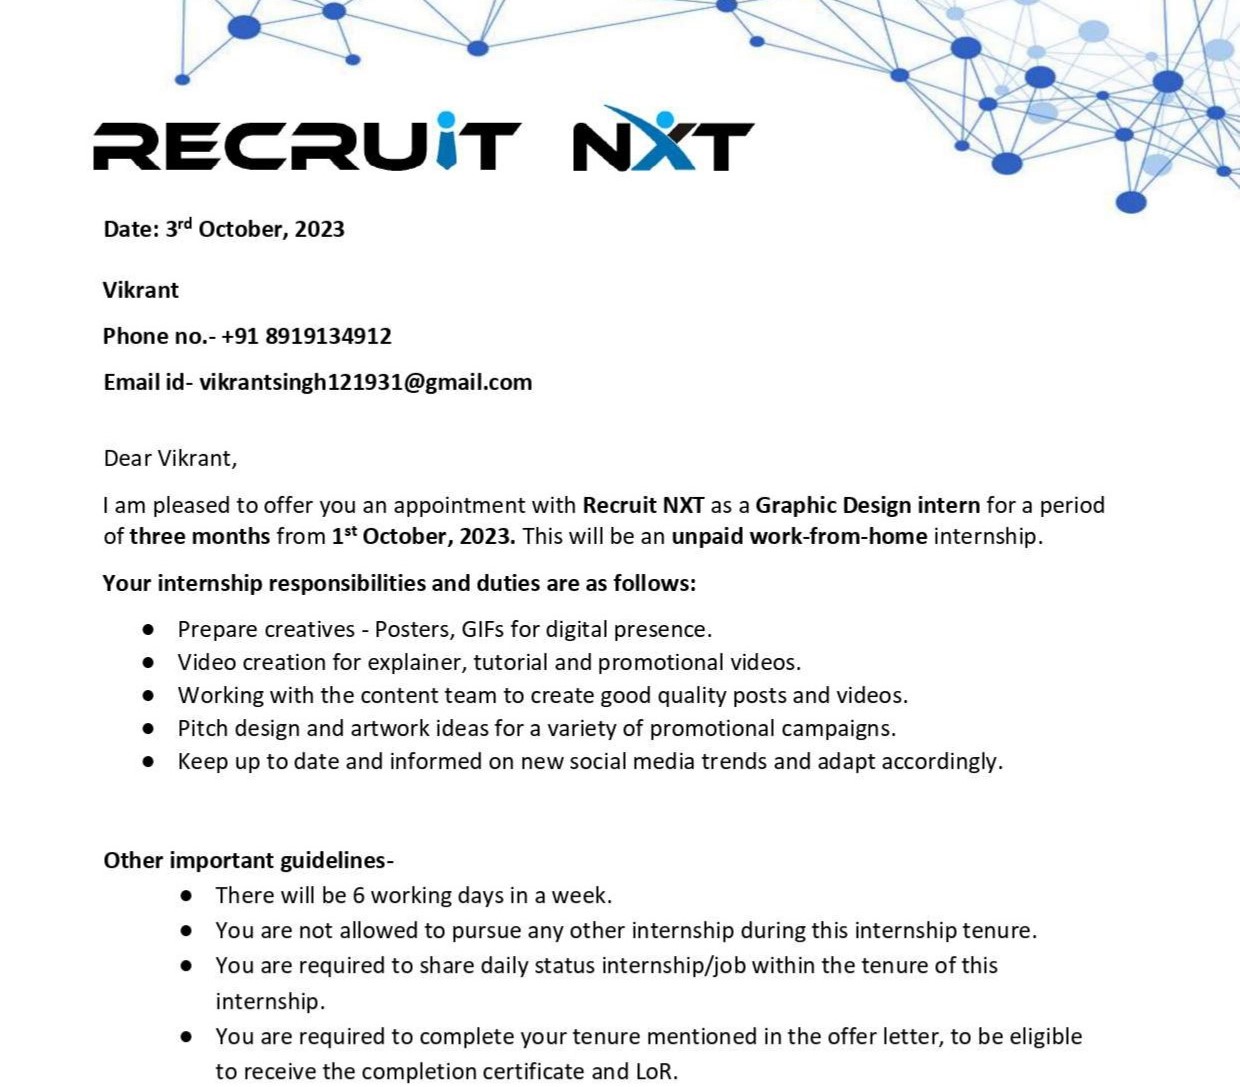 RECRUiT NXT
Date: 3rd October, 2023
Vikrant
Phone no.- +91 8919134912
Email id- vikrantsingh121931@gmail.com
Dear Vikrant,
I am pleased to offer you an appointment with Recruit NXT as a Graphic Design intern for a period
of three months from 1st October, 2023. This will be an unpaid work-from-home internship.
Your internship responsibilities and duties are as follows:
● Prepare creatives - Posters, GIFs for digital presence.
● Video creation for explainer, tutorial and promotional videos.
● Working with the content team to create good quality posts and videos.
● Pitch design and artwork ideas for a variety of promotional campaigns.
● Keep up to date and informed on new social media trends and adapt accordingly.
Other important guidelines-
● There will be 6 working days in a week.
● You are not allowed to pursue any other internship during this internship tenure.
● You are required to share daily status internship/job within the tenure of this
internship.
● You are required to complete your tenure mentioned in the offer letter, to be eligible
to receive the completion certificate and LoR.